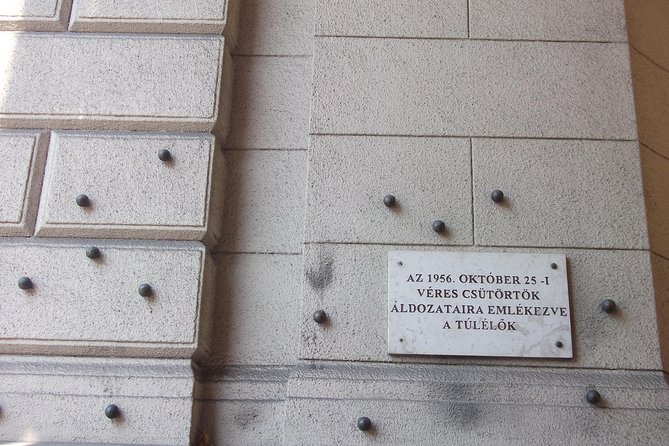 AZ 1956. OKTÓBER 25 -I
VÉRES CSÜTÖRTÖK
ÁLDOZATAIRA EMLÉKEZVE
A TÚLÉLŐK